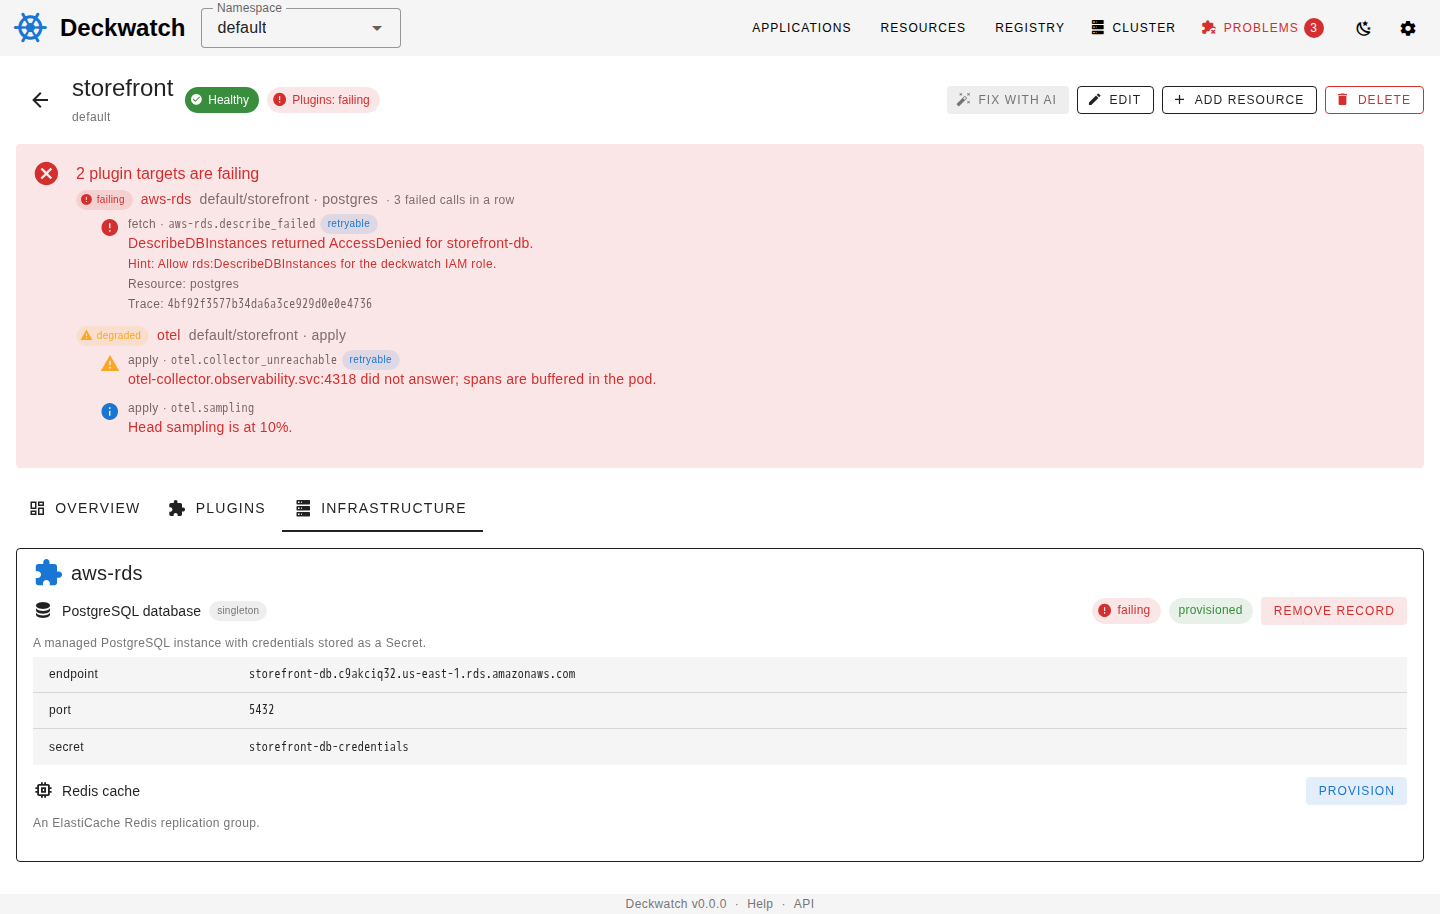 Deckwatch
Namespace
default
APPLICATIONS RESOURCES REGISTRY CLUSTER PROBLEMS 3
storefront
default
Healthy
Plugins: failing
FIX WITH AI EDIT ADD RESOURCE DELETE
2 plugin targets are failing
failing aws-rds default/storefront · postgres · 3 failed calls in a row
fetch · aws-rds.describe_failed retryable
DescribeDBInstances returned AccessDenied for storefront-db.
Hint: Allow rds:DescribeDBInstances for the deckwatch IAM role.
Resource: postgres
Trace: 4bf92f3577b34da6a3ce929d0e0e4736
degraded otel default/storefront · apply
apply · otel.collector_unreachable retryable
otel-collector.observability.svc:4318 did not answer; spans are buffered in the pod.
apply · otel.sampling
Head sampling is at 10%.
OVERVIEW PLUGINS INFRASTRUCTURE
aws-rds
PostgreSQL database singleton failing provisioned REMOVE RECORD
A managed PostgreSQL instance with credentials stored as a Secret.
endpoint storefront-db.c9akciq32.us-east-1.rds.amazonaws.com
port 5432
secret storefront-db-credentials
Redis cache PROVISION
An ElastiCache Redis replication group.
Deckwatch v0.0.0 · Help · API